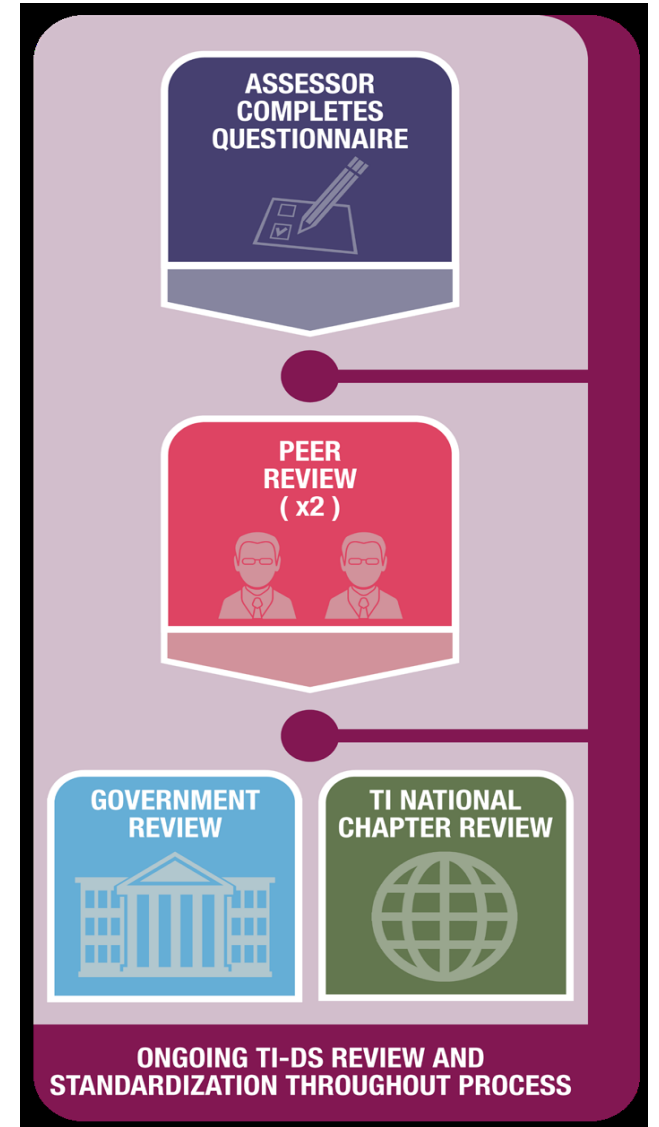 ASSESSOR
COMPLETES
QUESTIONNAIRE
PEER
REVIEW
( x2 )
GOVERNMENT
REVIEW
TI NATIONAL
CHAPTER REVIEW
ONGOING TI-DS REVIEW AND
STANDARDIZATION THROUGHOUT PROCESS